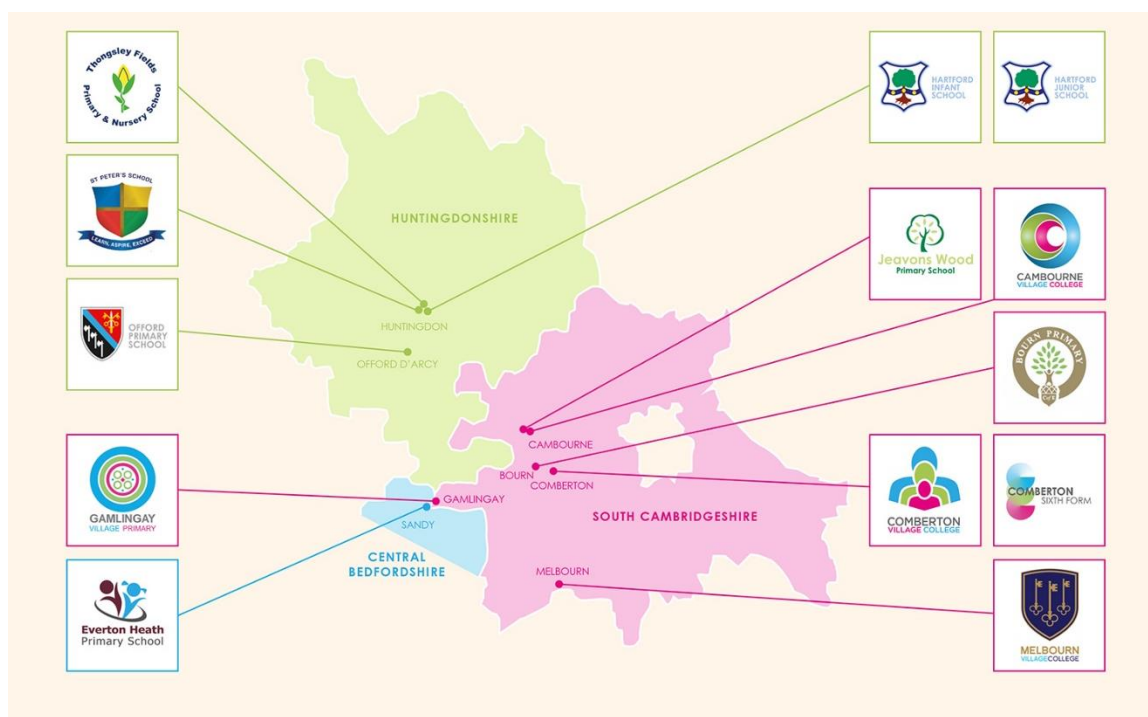 Thongsley Fields
Primary & Nursery School
ST PETER'S SCHOOL
LEARN, ASPIRE, EXCEED
OFFORD
PRIMARY
SCHOOL
GAMLINGAY
VILLAGE PRIMARY
Everton Heath
Primary School
HUNTINGDONSHIRE
HUNTINGDON
OFFORD D'ARCY
CAMBOURNE
BOURN
COMBERTON
GAMLINGAY
SANDY
SOUTH CAMBRIDGESHIRE
CENTRAL
BEDFORDSHIRE
MELBOURN
HARTFORD
INFANT
SCHOOL
HARTFORD
JUNIOR
SCHOOL
Jeavons Wood
Primary School
CAMBOURNE
VILLAGE COLLEGE
BOURN PRIMARY
CofE
COMBERTON
VILLAGE COLLEGE
COMBERTON
SIXTH FORM
MELBOURN
VILLAGECOLLEGE